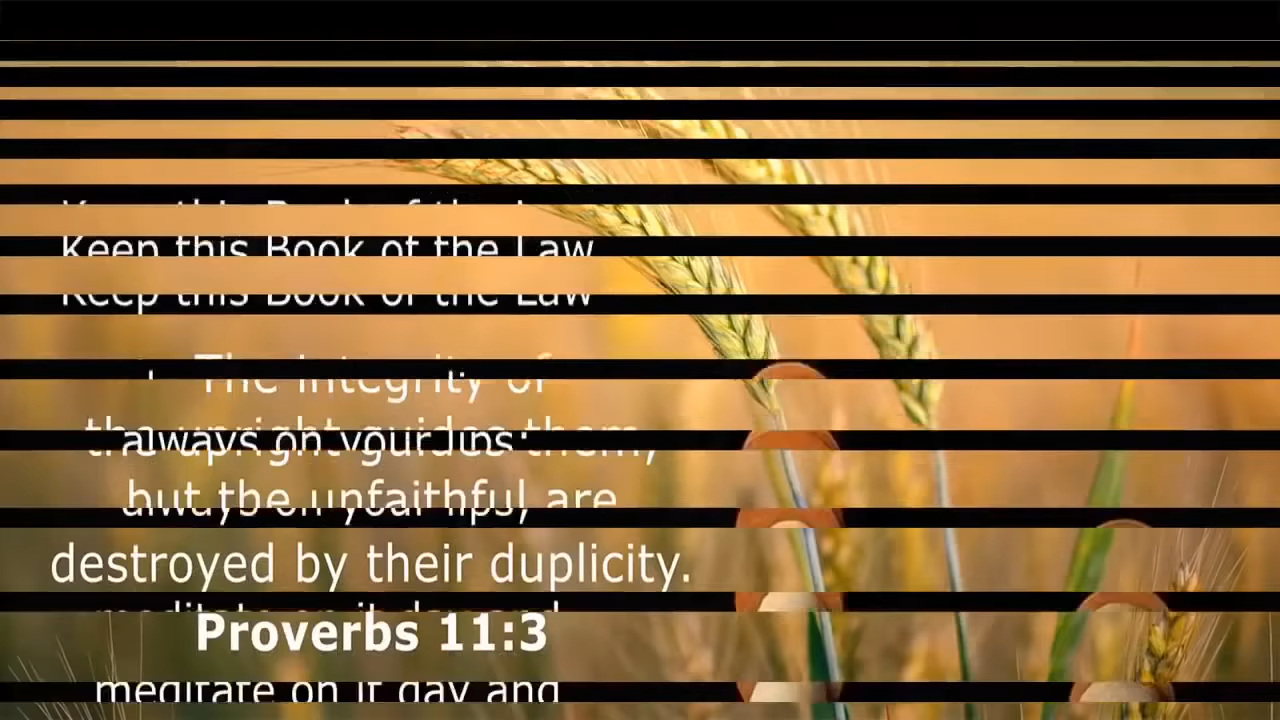 Keep this Book of the Law
Keep this Book of the Law
The integrity of
the upright guides them,
always on your lips;
but the unfaithful are
destroyed by their duplicity.
Proverbs 11:3
meditate on it day and